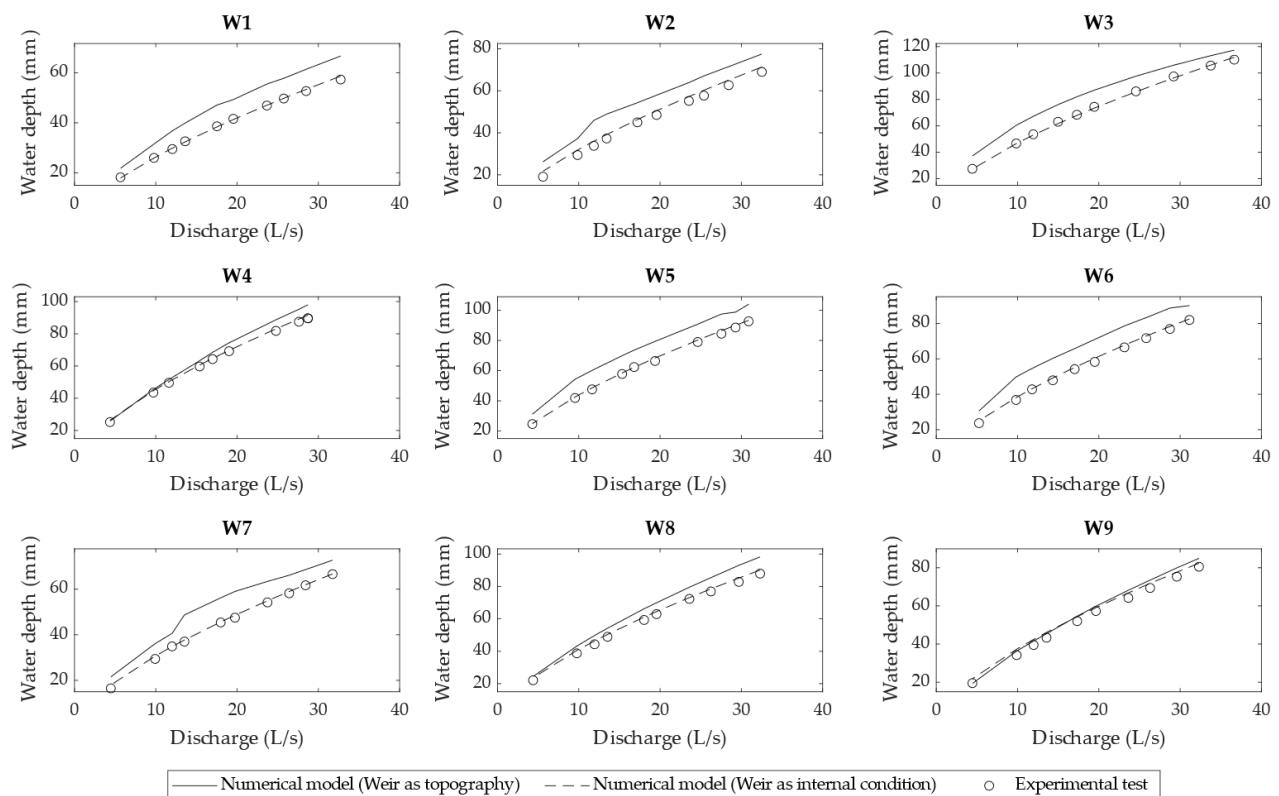 W1
Water depth (mm)
60
40
20
0
10
20
30
40
Discharge (L/s)
W2
Water depth (mm)
80
60
40
20
0
10
20
30
40
Discharge (L/s)
W3
Water depth (mm)
120
100
80
60
40
20
0
10
20
30
40
Discharge (L/s)
W4
Water depth (mm)
100
80
60
40
20
0
10
20
30
40
Discharge (L/s)
W5
Water depth (mm)
100
80
60
40
20
0
10
20
30
40
Discharge (L/s)
W6
Water depth (mm)
80
60
40
20
0
10
20
30
40
Discharge (L/s)
W7
Water depth (mm)
60
40
20
0
10
20
30
40
Discharge (L/s)
W8
Water depth (mm)
100
80
60
40
20
0
10
20
30
40
Discharge (L/s)
W9
Water depth (mm)
80
60
40
20
0
10
20
30
40
Discharge (L/s)
Numerical model (Weir as topography)
Numerical model (Weir as internal condition)
Experimental test